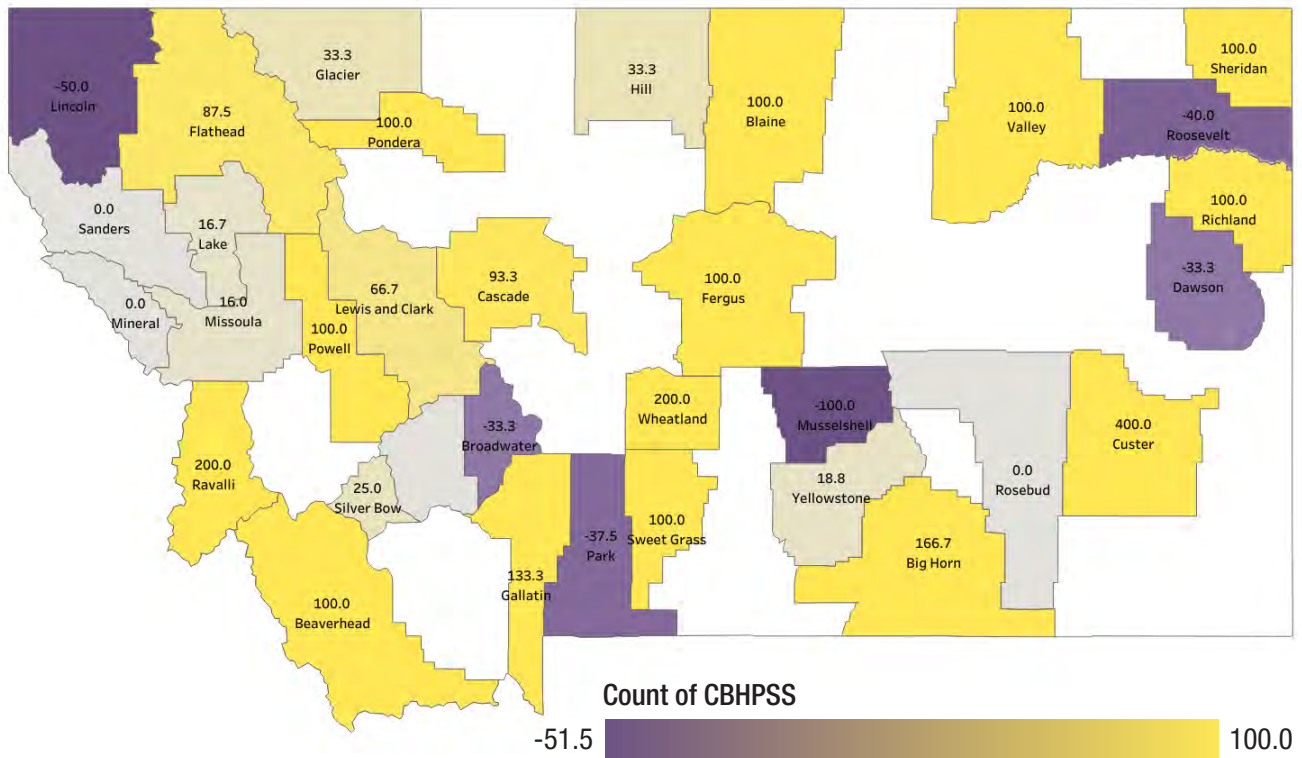 33.3
Glacier
33.3
Hill
100.0
Sheridan
-50.0
Lincoln
87.5
Flathead
100.0
Pondera
100.0
Blaine
100.0
Valley
-40.0
Roosevelt
0.0
Sanders
16.7
Lake
100.0
Richland
0.0
Mineral
16.0
Missoula
66.7
Lewis and Clark
93.3
Cascade
100.0
Fergus
-33.3
Dawson
100.0
Powell
200.0
Wheatland
-100.0
Musselshell
400.0
Custer
-33.3
Broadwater
200.0
Ravalli
25.0
Silver Bow
18.8
Yellowstone
0.0
Rosebud
-37.5
Park
100.0
Sweet Grass
166.7
Big Horn
133.3
Gallatin
100.0
Beaverhead
Count of CBHPSS
-51.5
100.0